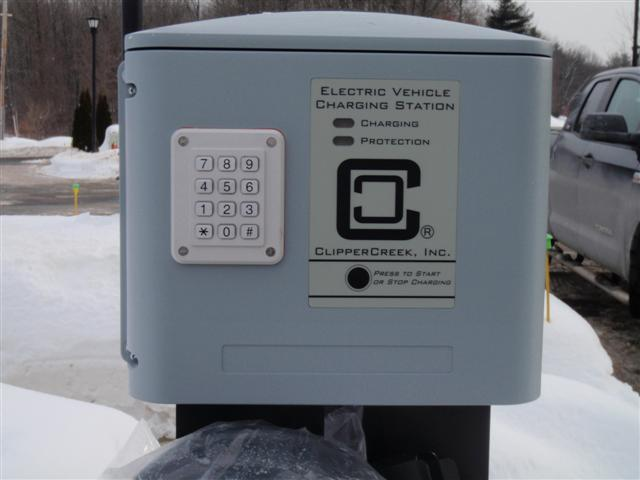 ELECTRIC VEHICLE
CHARGING STATION
CHARGING
PROTECTION
7 8 9
4 5 6
1 2 3
* 0 #
C
®
CLIPPERCREEK, INC.
PRESS TO START
OR STOP CHARGING